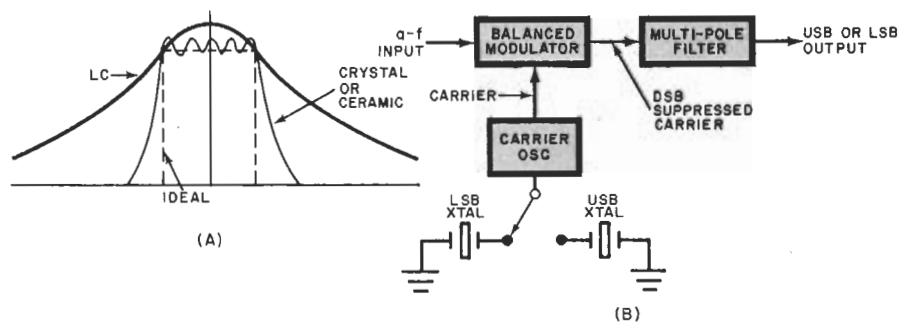 LC
CRYSTAL
OR
CERAMIC
IDEAL
(A)
a-f
INPUT
BALANCED
MODULATOR
MULTI-POLE
FILTER
USB OR LSB
OUTPUT
CARRIER
DSB
SUPPRESSED
CARRIER
CARRIER
OSC
LSB
XTAL
USB
XTAL
(B)